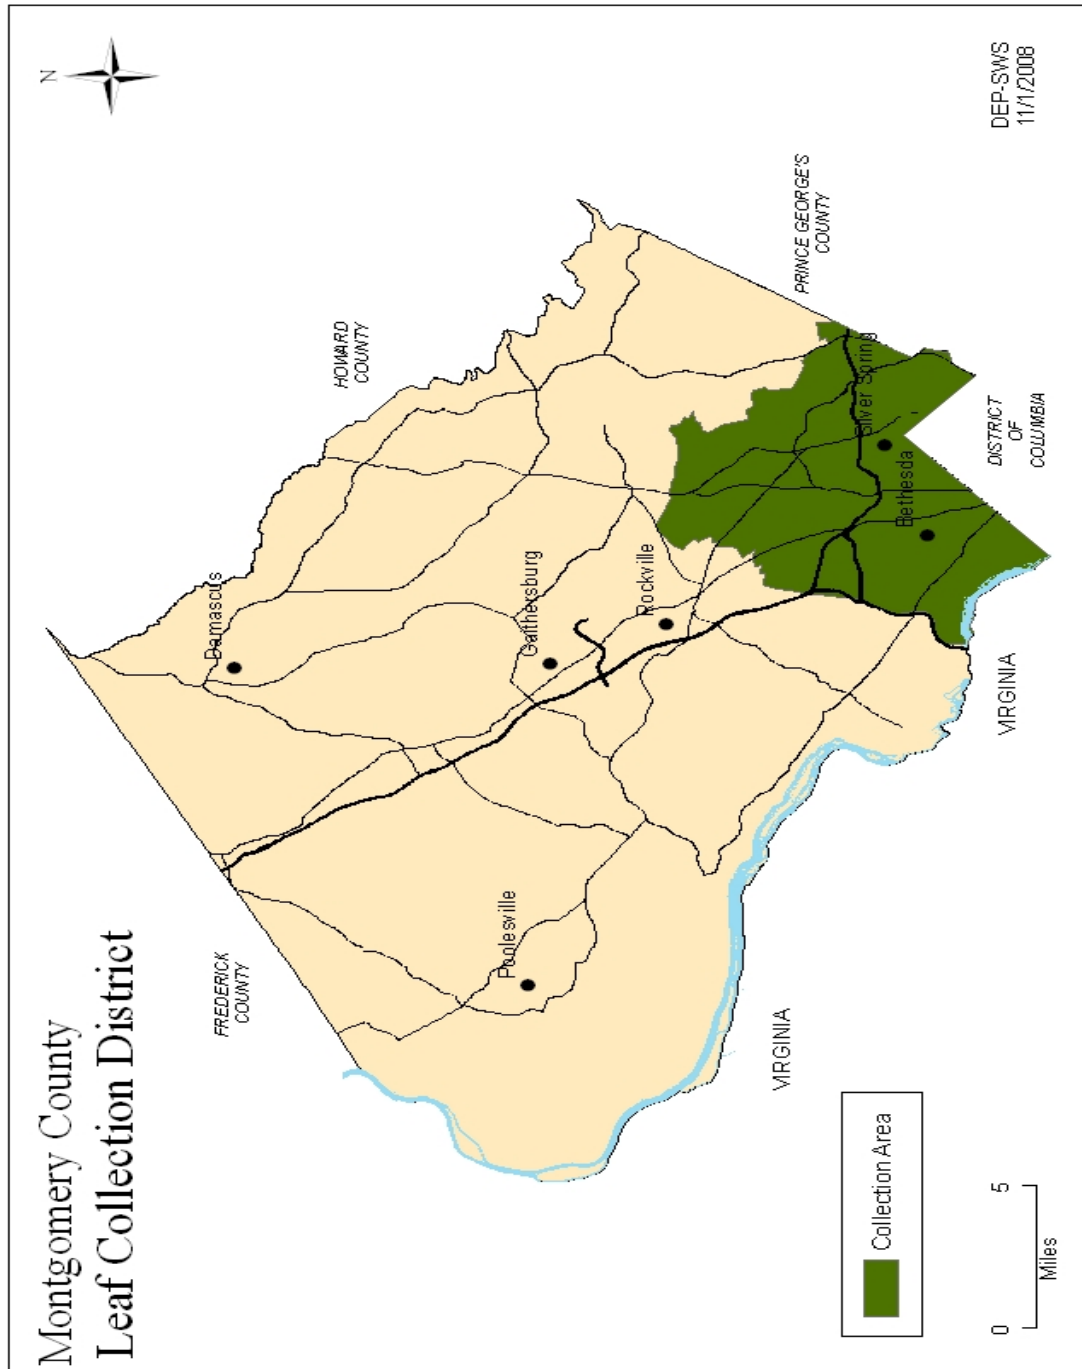 Montgomery County
Leaf Collection District
N
FREDERICK
COUNTY
HOWARD
COUNTY
Damascus
Gaithersburg
Poolesville
Rockville
PRINCE GEORGE'S
COUNTY
Silver Spring
Bethesda
DISTRICT
OF
COLUMBIA
VIRGINIA
VIRGINIA
Collection Area
0
5
Miles
DEP-SWS
11/1/2008